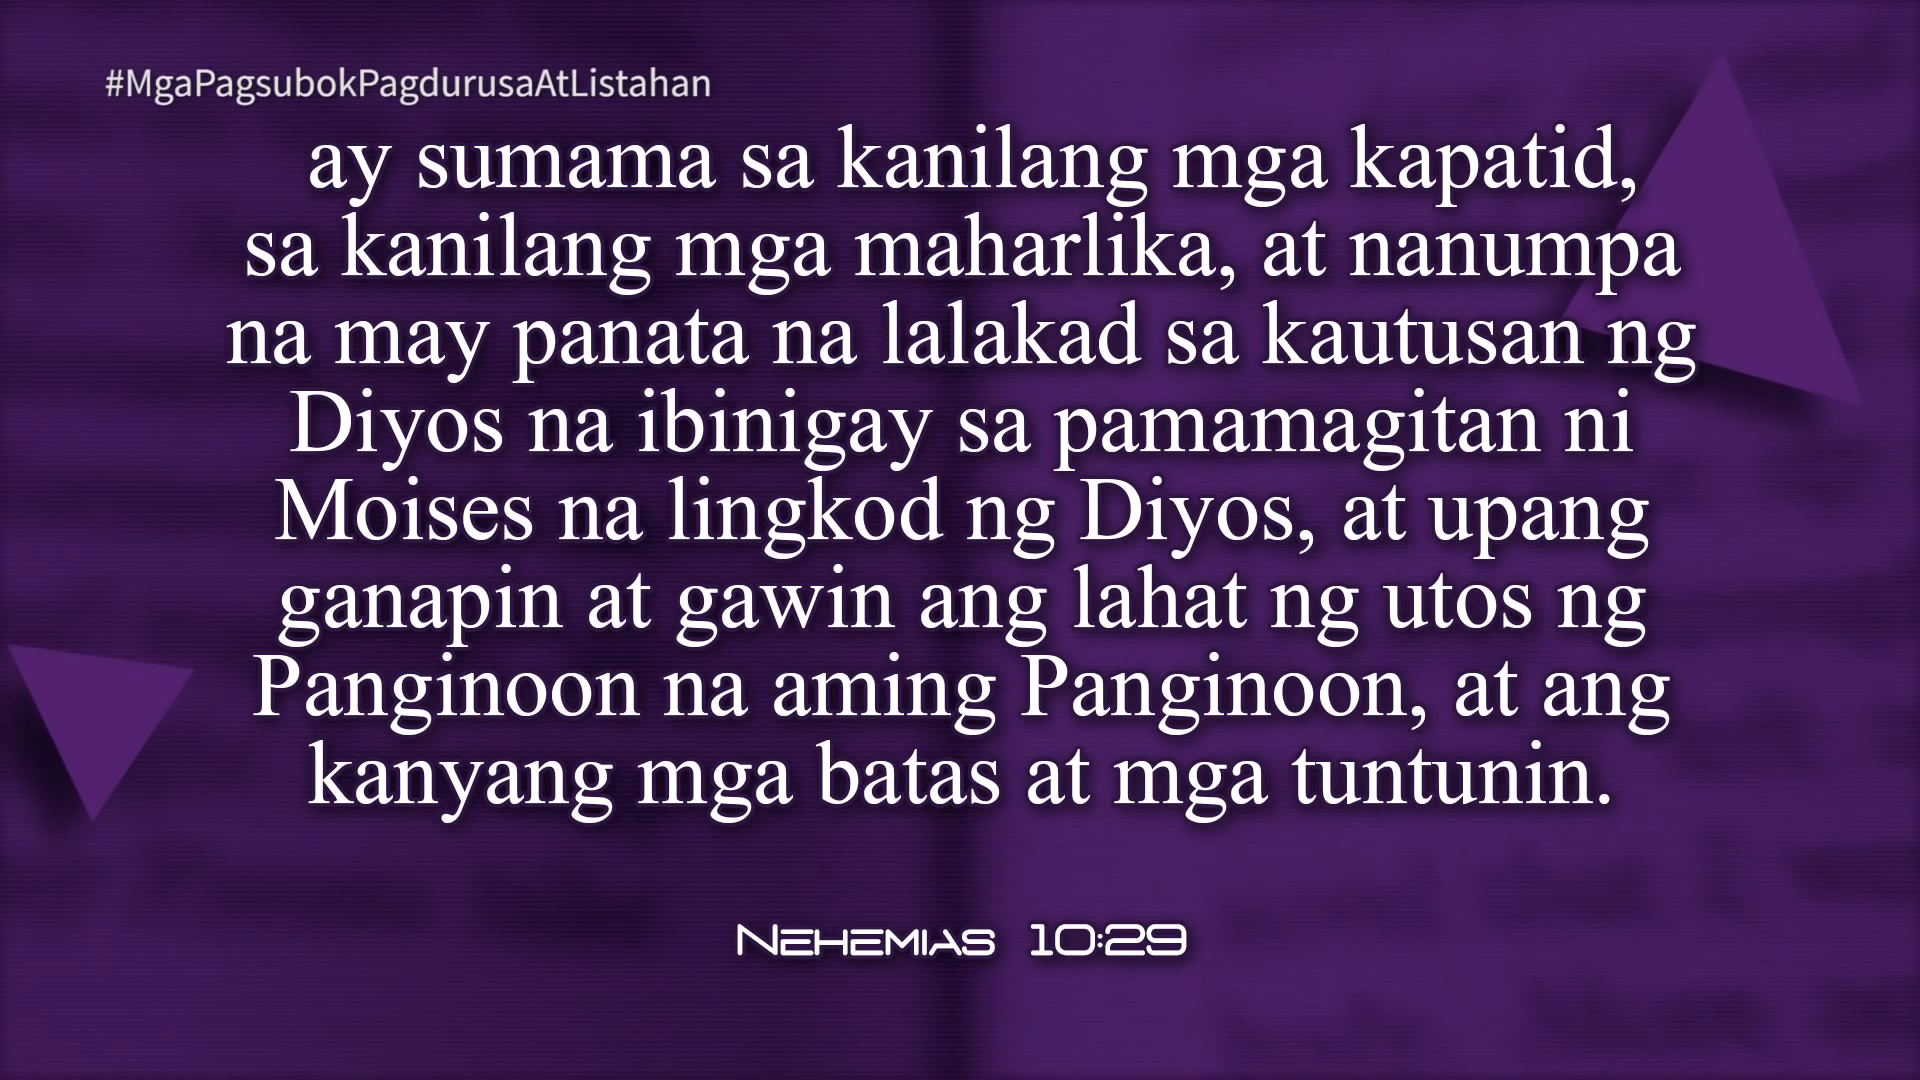 #MgaPagsubokPagdurusaAtListahan
ay sumama sa kanilang mga kapatid,
sa kanilang mga maharlika, at nanumpa
na may panata na lalakad sa kautusan ng
Diyos na ibinigay sa pamamagitan ni
Moises na lingkod ng Diyos, at upang
ganapin at gawin ang lahat ng utos ng
Panginoon na aming Panginoon, at ang
kanyang mga batas at mga tuntunin.
Nehemias 10:29